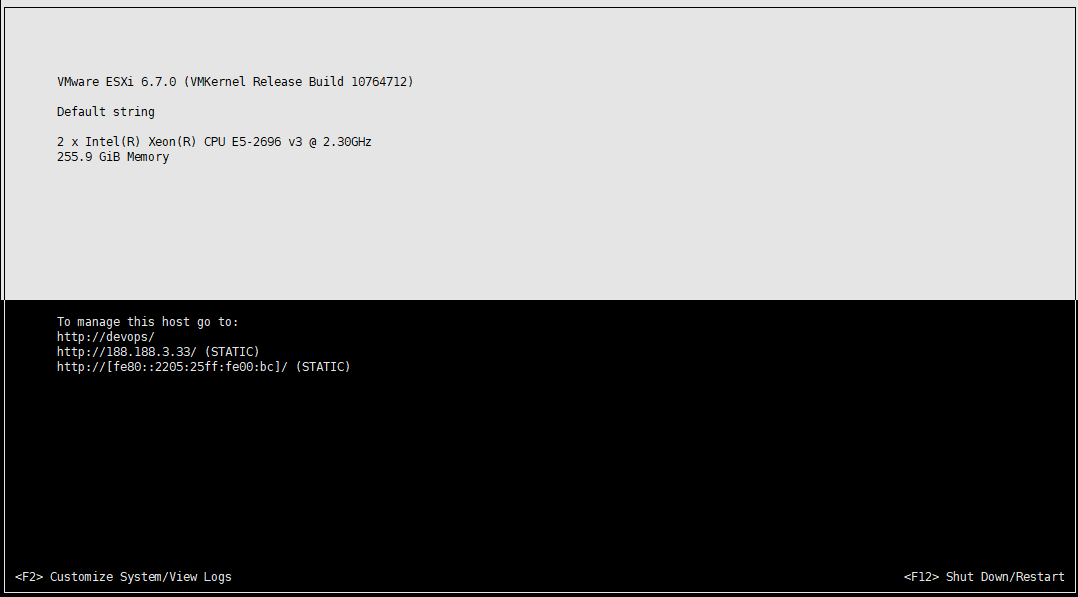 VMware ESXi 6.7.0 (VMKernel Release Build 10764712)
Default string
2 x Intel(R) Xeon(R) CPU E5-2696 v3 @ 2.30GHz
255.9 GiB Memory
To manage this host go to:
http://devops/
http://188.188.3.33/ (STATIC)
http://[fe80::2205:25ff:fe00:bc]/ (STATIC)
<F2> Customize System/View Logs
<F12> Shut Down/Restart